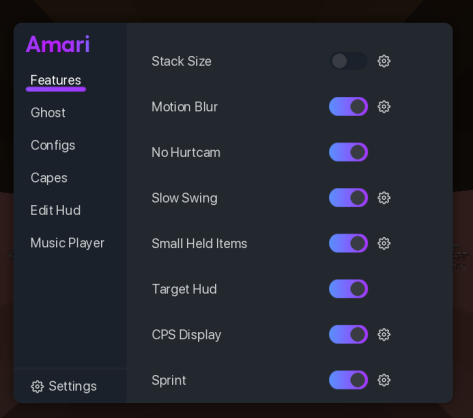 Amari
Features
Ghost
Configs
Capes
Edit Hud
Music Player
Settings
Stack Size
Motion Blur
No Hurtcam
Slow Swing
Small Held Items
Target Hud
CPS Display
Sprint